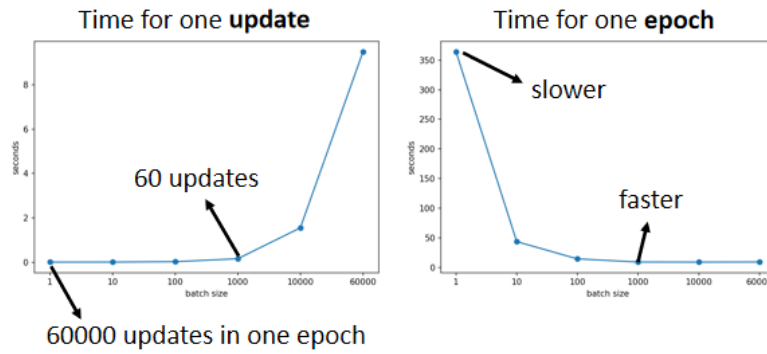 Time for one update
Time for one epoch
8
6
4
2
0
seconds
1
10
100
1000
10000
60000
batch size
60 updates
60000 updates in one epoch
350
300
250
200
150
100
50
0
seconds
1
10
100
1000
10000
batch size
slower
faster